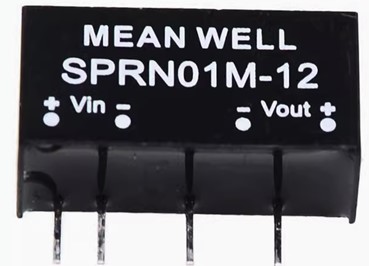 MEAN WELL
SPRN01M-12
+ Vin - - Vout +